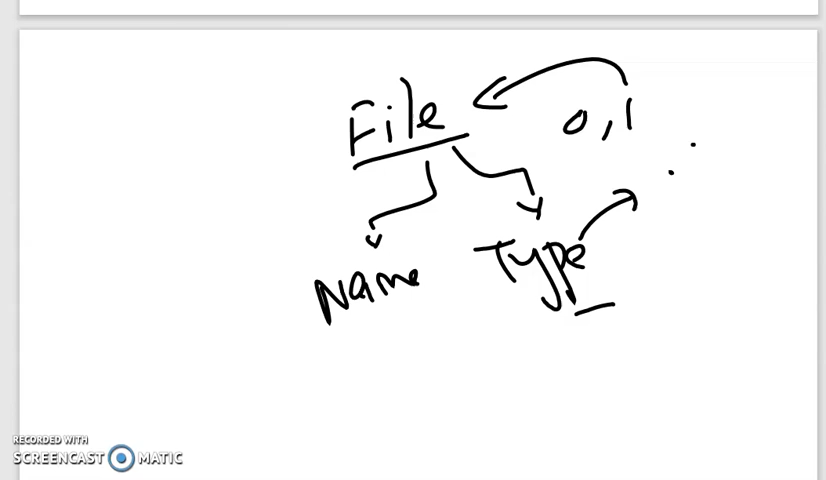 File
0,1
Name
Type
RECORDED WITH
SCREENCAST MATIC